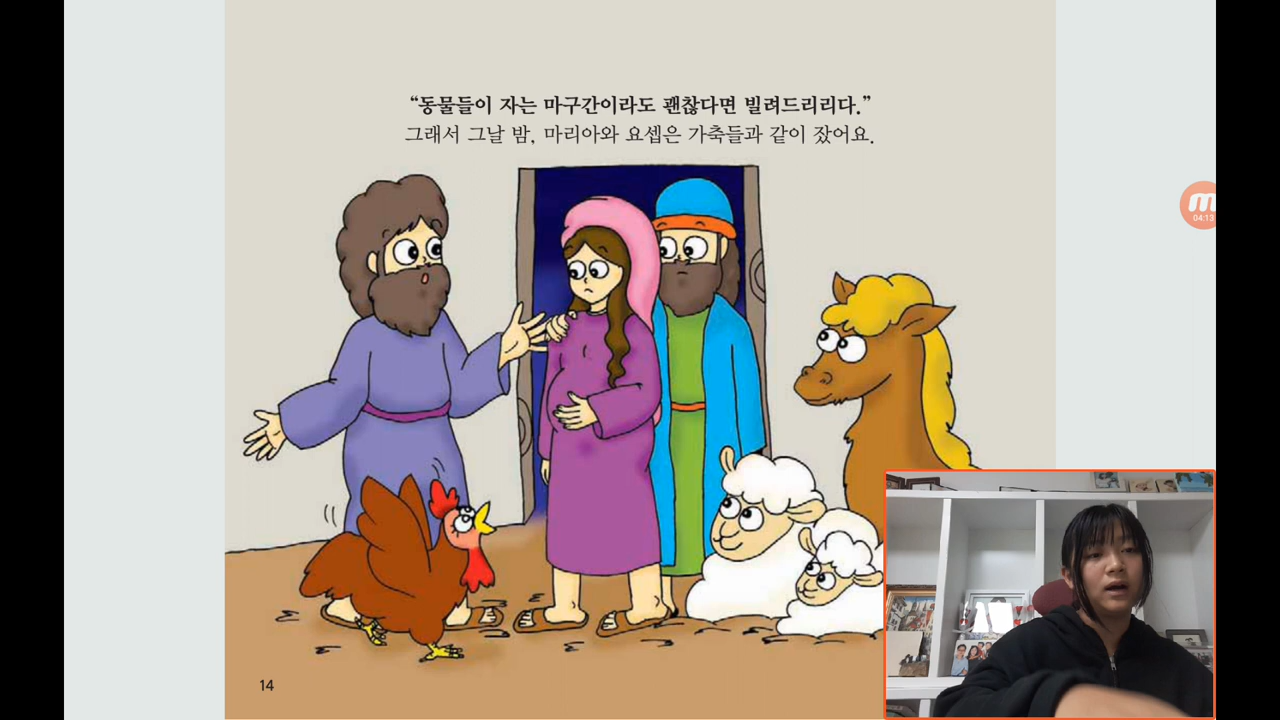 “동물들이 자는 마구간이라도 괜찮다면 빌려드리리다.”
그래서 그날 밤, 마리아와 요셉은 가축들과 같이 잤어요.
m
04:13
14